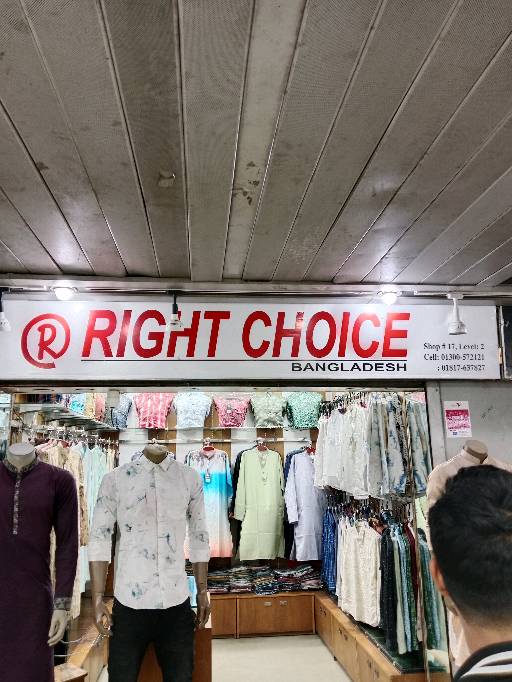 R RIGHT CHOICE
BANGLADESH
Shop # 17, Level: 2
Cell: 01300-572121
: 01817-637827